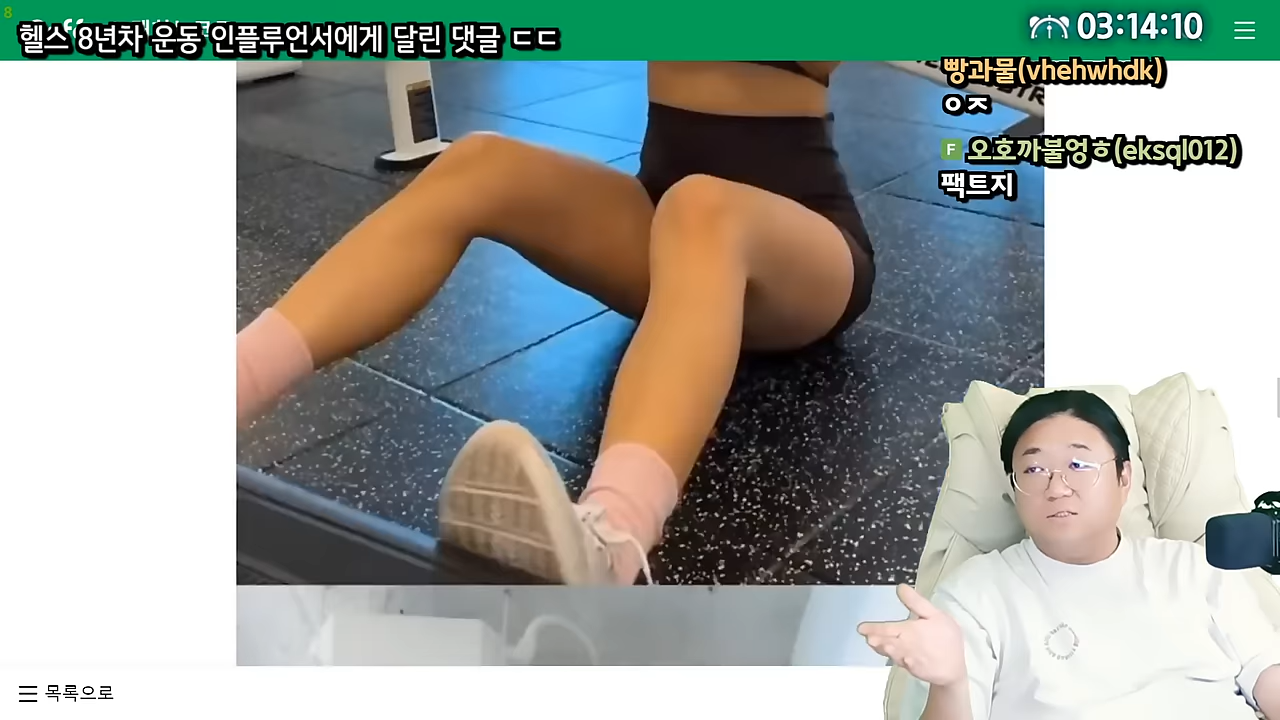 8
헬스 8년차 운동 인플루언서에게 달린 댓글 ㄷㄷ
03:14:10
빵과물(vhehwhdk)
ㅇㅈ
F 오호까불엉ㅎ(eksql012)
팩트지
목록으로